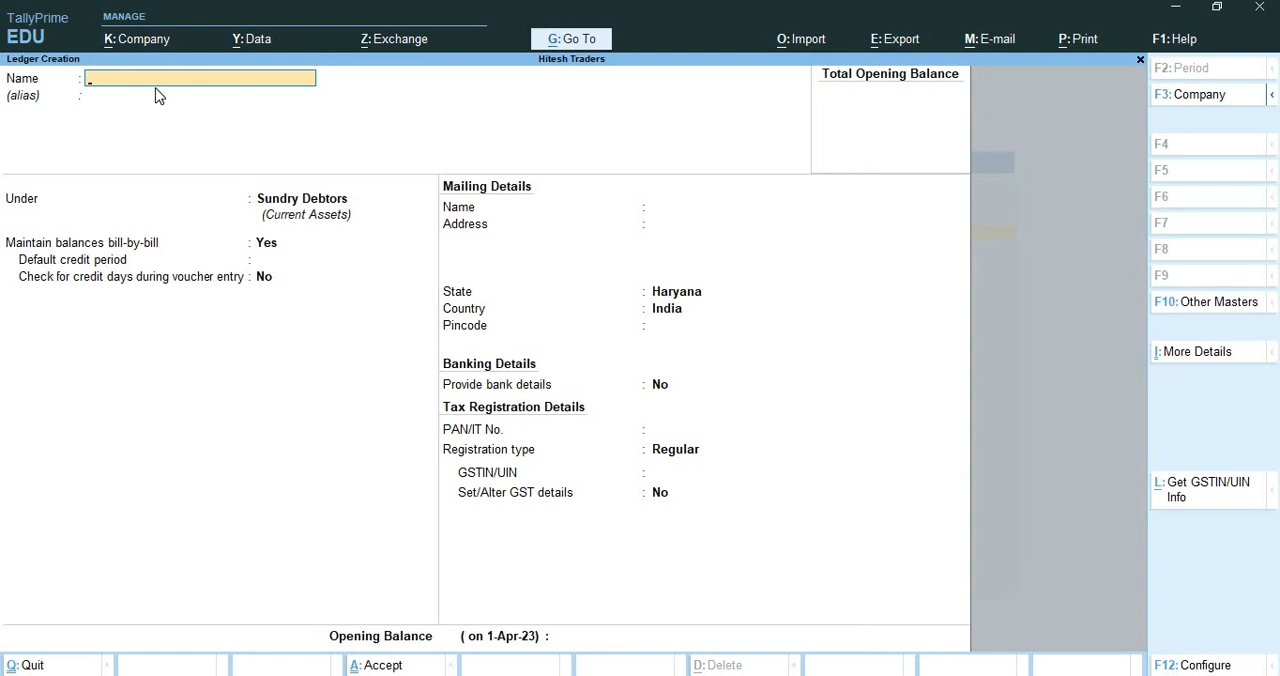 TallyPrime
EDU
MANAGE
K:Company
Y:Data
Z:Exchange
G:Go To
O:Import
E:Export
M:E-mail
P:Print
F1:Help
Ledger Creation
Hitesh Traders
Name :
(alias) :
Total Opening Balance
Under : Sundry Debtors
(Current Assets)
Maintain balances bill-by-bill : Yes
Default credit period :
Check for credit days during voucher entry : No
Mailing Details
Name :
Address :
State : Haryana
Country : India
Pincode :
Banking Details
Provide bank details : No
Tax Registration Details
PAN/IT No. :
Registration type : Regular
GSTIN/UIN :
Set/Alter GST details : No
Opening Balance ( on 1-Apr-23) :
F2:Period
F3:Company
F4
F5
F6
F7
F8
F9
F10:Other Masters
I:More Details
L:Get GSTIN/UIN
Info
Q:Quit
A:Accept
D:Delete
F12:Configure